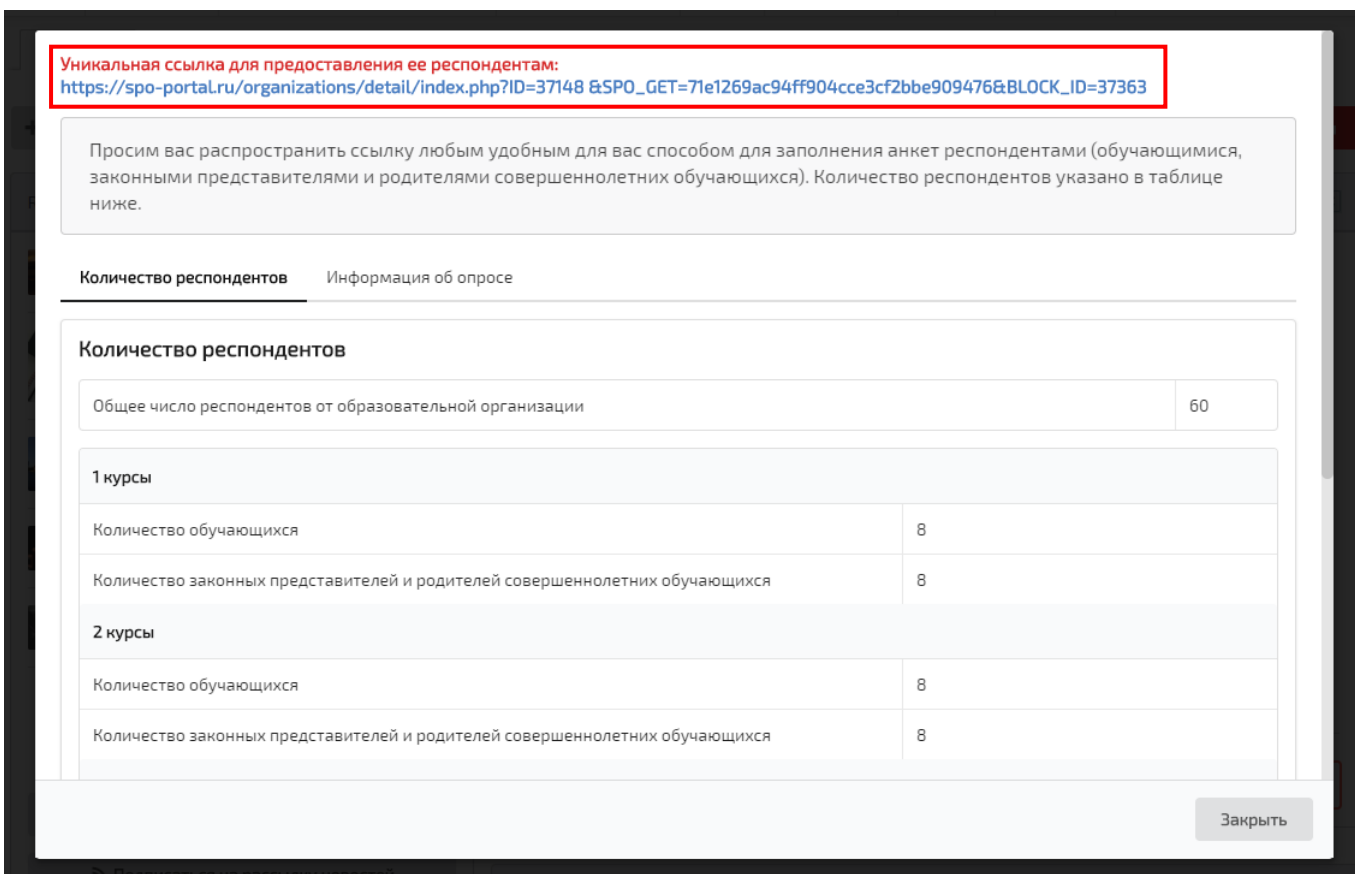 Уникальная ссылка для предоставления ее респондентам:
https://spo-portal.ru/organizations/detail/index.php?ID=37148 &SPO_GET=71e1269ac94ff904cce3cf2bbe909476&BLOCK_ID=37363
Просим вас распространить ссылку любым удобным для вас способом для заполнения анкет респондентами (обучающимися,
законными представителями и родителями совершеннолетних обучающихся). Количество респондентов указано в таблице
ниже.
Количество респондентов Информация об опросе
Количество респондентов
Общее число респондентов от образовательной организации 60
1 курсы
Количество обучающихся 8
Количество законных представителей и родителей совершеннолетних обучающихся 8
2 курсы
Количество обучающихся 8
Количество законных представителей и родителей совершеннолетних обучающихся 8
Закрыть